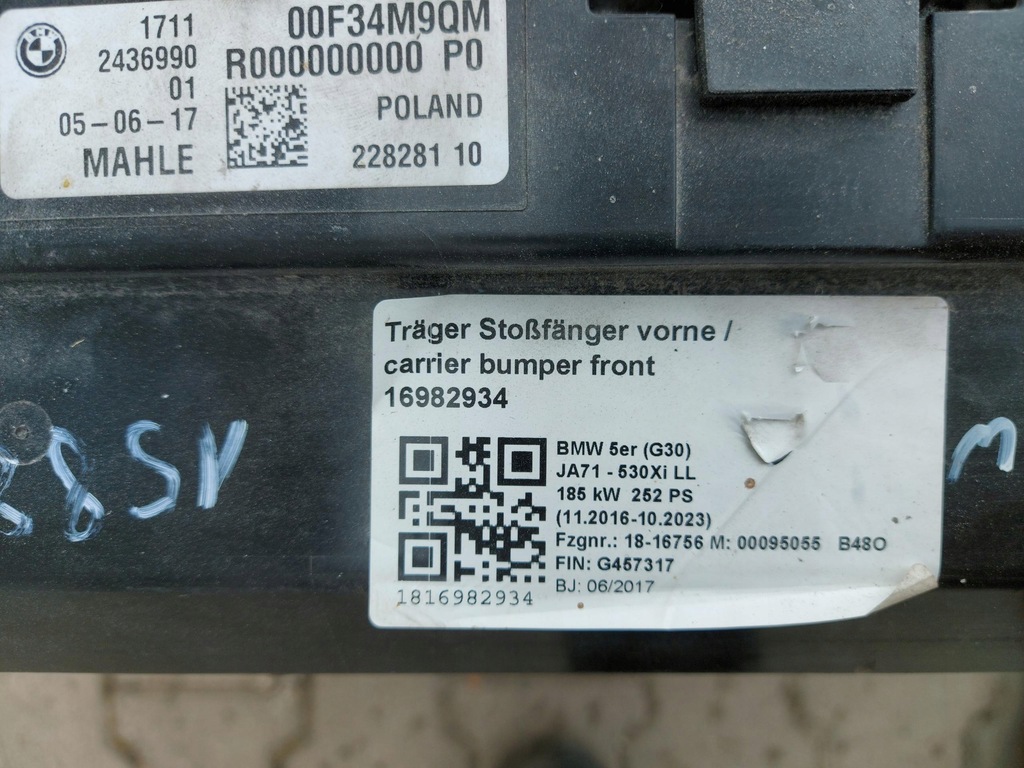 1711
2436990
01
05-06-17
MAHLE
00F34M9QM
R000000000 P0
POLAND
228281 10
Träger Stoßfänger vorne /
carrier bumper front
16982934
BMW 5er (G30)
JA71 - 530Xi LL
185 kW 252 PS
(11.2016-10.2023)
Fzgnr.: 18-16756 M: 00095055 B48O
FIN: G457317
BJ: 06/2017
1816982934